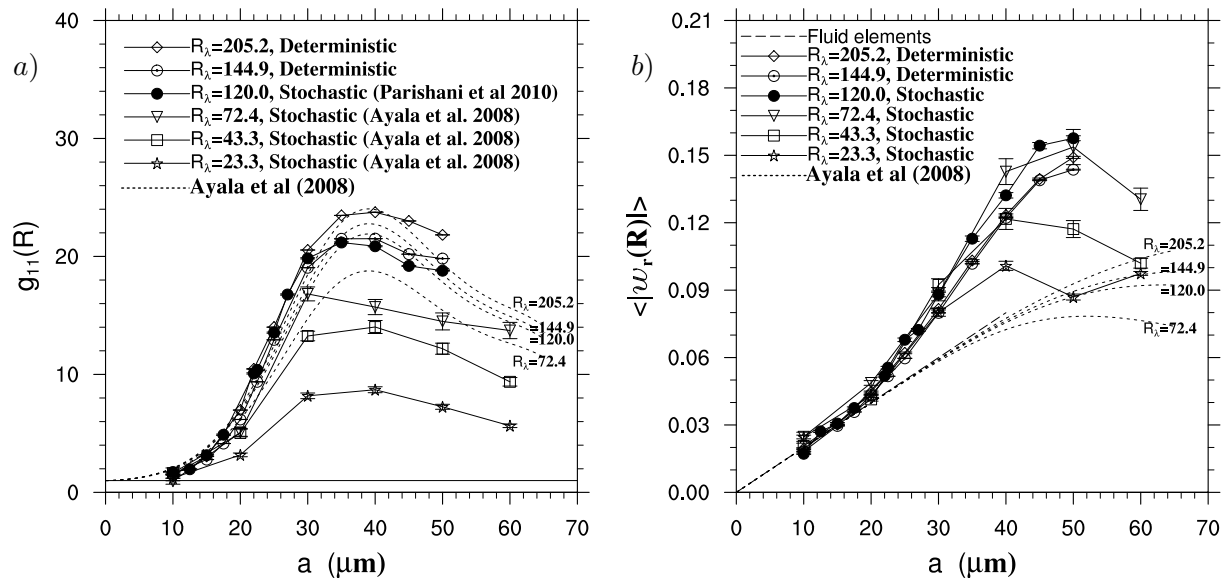 a)
40
30
20
10
0
g₁₁(R)
R_λ=205.2, Deterministic
R_λ=144.9, Deterministic
R_λ=120.0, Stochastic (Parishani et al 2010)
R_λ=72.4, Stochastic (Ayala et al. 2008)
R_λ=43.3, Stochastic (Ayala et al. 2008)
R_λ=23.3, Stochastic (Ayala et al. 2008)
Ayala et al (2008)
R_λ=205.2
=144.9
=120.0
R_λ=72.4
0 10 20 30 40 50 60 70
a (μm)
b)
0.21
0.18
0.15
0.12
0.09
0.06
0.03
0.00
<|w_r(R)|>
Fluid elements
R_λ=205.2, Deterministic
R_λ=144.9, Deterministic
R_λ=120.0, Stochastic
R_λ=72.4, Stochastic
R_λ=43.3, Stochastic
R_λ=23.3, Stochastic
Ayala et al (2008)
R_λ=205.2
=144.9
=120.0
R_λ=72.4
0 10 20 30 40 50 60 70
a (μm)